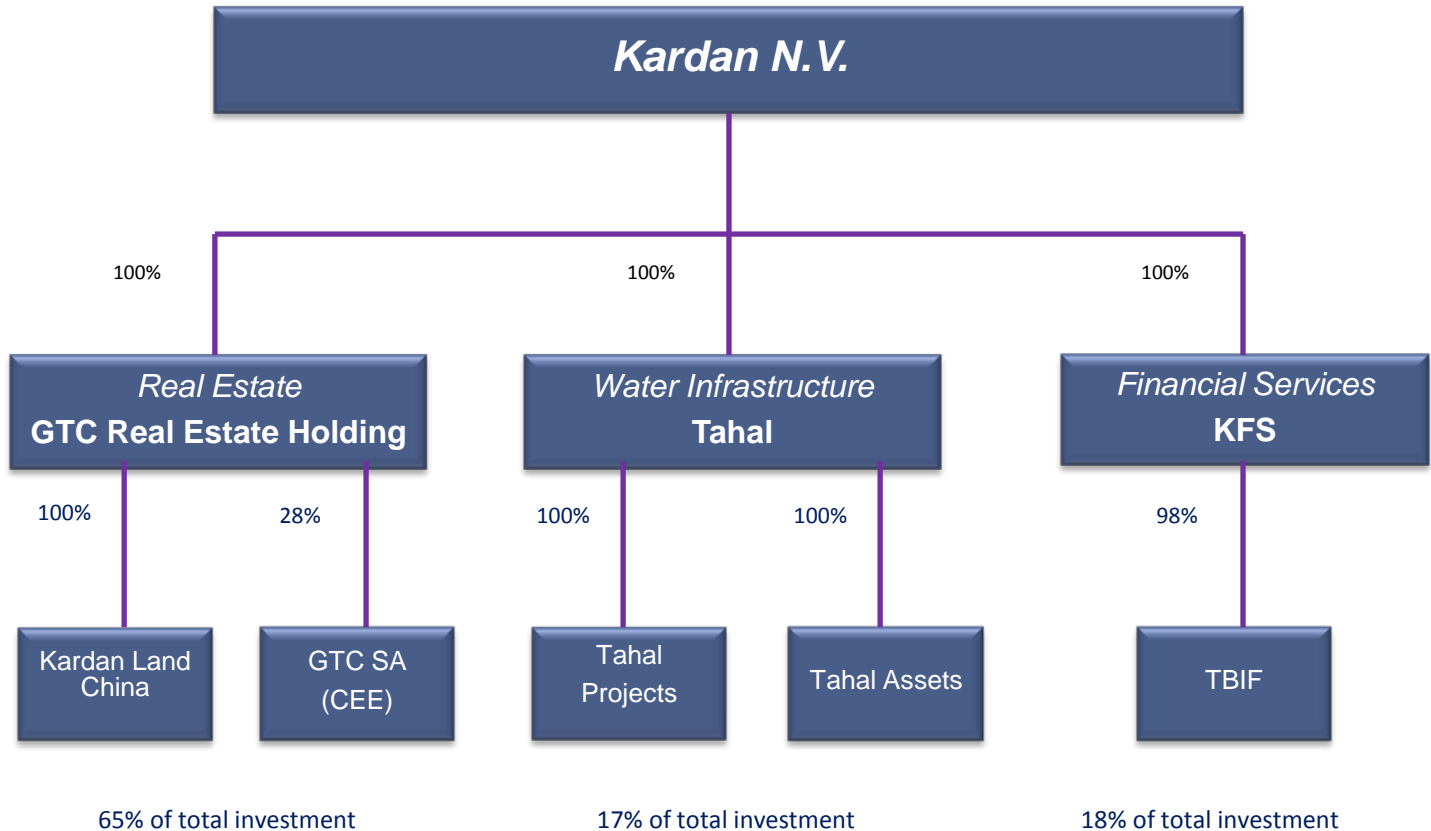 Kardan N.V.
100%
100%
100%
Real Estate
GTC Real Estate Holding
Water Infrastructure
Tahal
Financial Services
KFS
100%
28%
100%
100%
98%
Kardan Land
China
GTC SA
(CEE)
Tahal
Projects
Tahal Assets
TBIF
65% of total investment
17% of total investment
18% of total investment